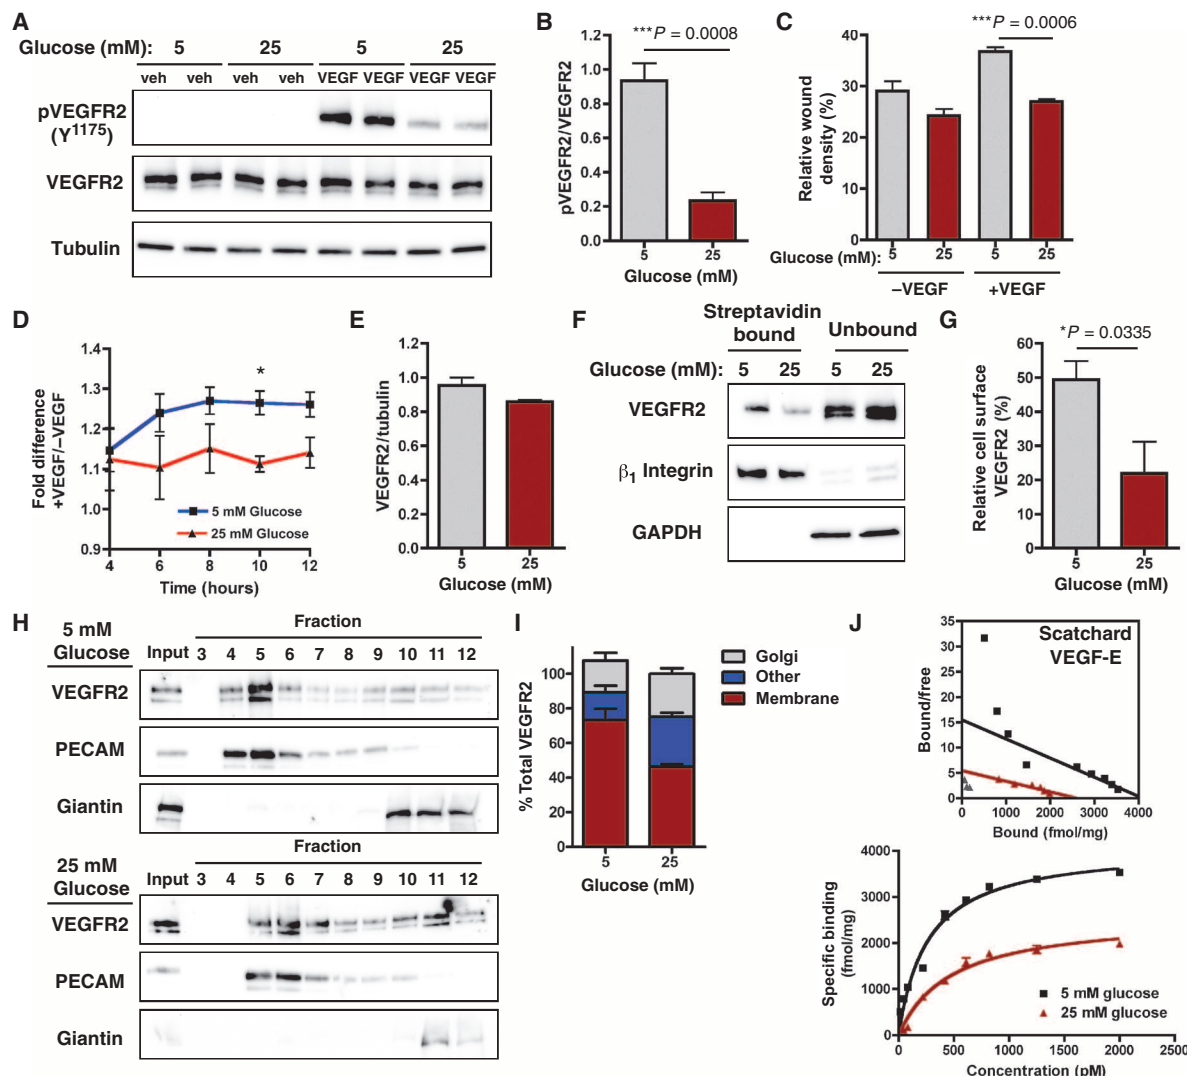 A
Glucose (mM): 5 25 5 25
veh veh veh veh VEGF VEGF VEGF VEGF
pVEGFR2
(Y1175)
VEGFR2
Tubulin
B
***P = 0.0008
pVEGFR2/VEGFR2
1.2
1.0
0.8
0.6
0.4
0.2
0.0
5 25
Glucose (mM)
C
***P = 0.0006
Relative wound
density (%)
40
30
20
10
0
Glucose (mM): 5 25 5 25
–VEGF +VEGF
D
Fold difference
+VEGF/–VEGF
1.4
1.3
1.2
1.1
1.0
0.9
*
5 mM Glucose
25 mM Glucose
4 6 8 10 12
Time (hours)
E
VEGFR2/tubulin
1.2
1.0
0.8
0.6
0.4
0.2
0.0
5 25
Glucose (mM)
F
Streptavidin
bound Unbound
Glucose (mM): 5 25 5 25
VEGFR2
β1 Integrin
GAPDH
G
*P = 0.0335
Relative cell surface
VEGFR2 (%)
60
50
40
30
20
10
0
5 25
Glucose (mM)
H
5 mM
Glucose
Fraction
Input 3 4 5 6 7 8 9 10 11 12
VEGFR2
PECAM
Giantin
25 mM
Glucose
Fraction
Input 3 4 5 6 7 8 9 10 11 12
VEGFR2
PECAM
Giantin
I
% Total VEGFR2
100
80
60
40
20
0
5 25
Glucose (mM)
Golgi
Other
Membrane
J
Scatchard
VEGF-E
Bound/free
35
30
25
20
15
10
5
0
0 1000 2000 3000 4000
Bound (fmol/mg)
Specific binding
(fmol/mg)
4000
3000
2000
1000
0
5 mM glucose
25 mM glucose
0 500 1000 1500 2000 2500
Concentration (pM)